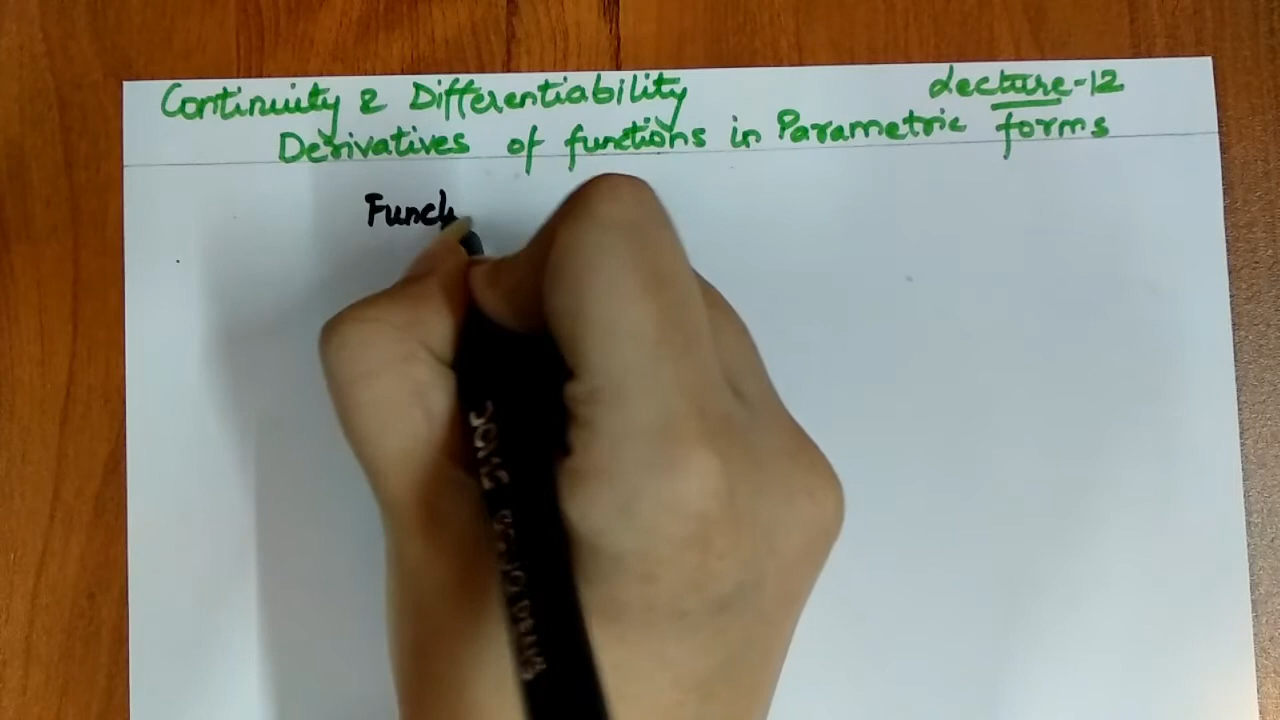 Continuity & Differentiability Lecture-12
Derivatives of functions in Parametric forms
Funct